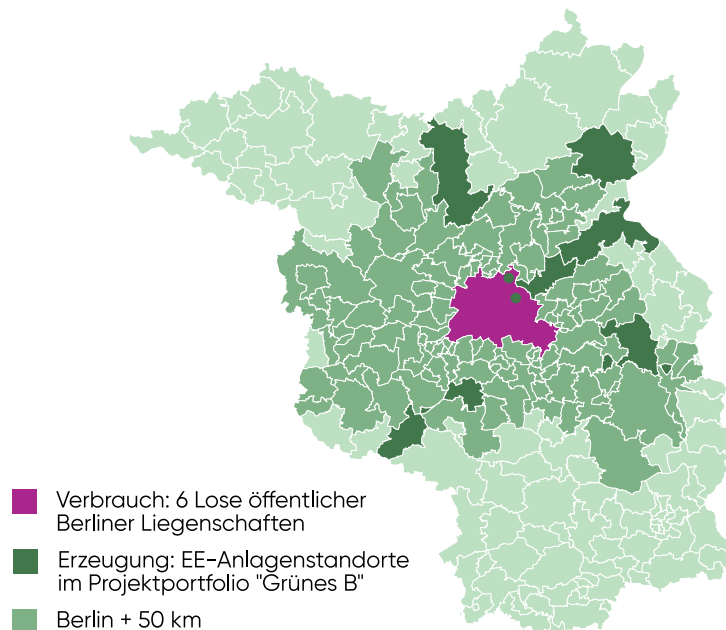 Verbrauch: 6 Lose öffentlicher
Berliner Liegenschaften
Erzeugung: EE-Anlagenstandorte
im Projektportfolio "Grünes B"
Berlin + 50 km